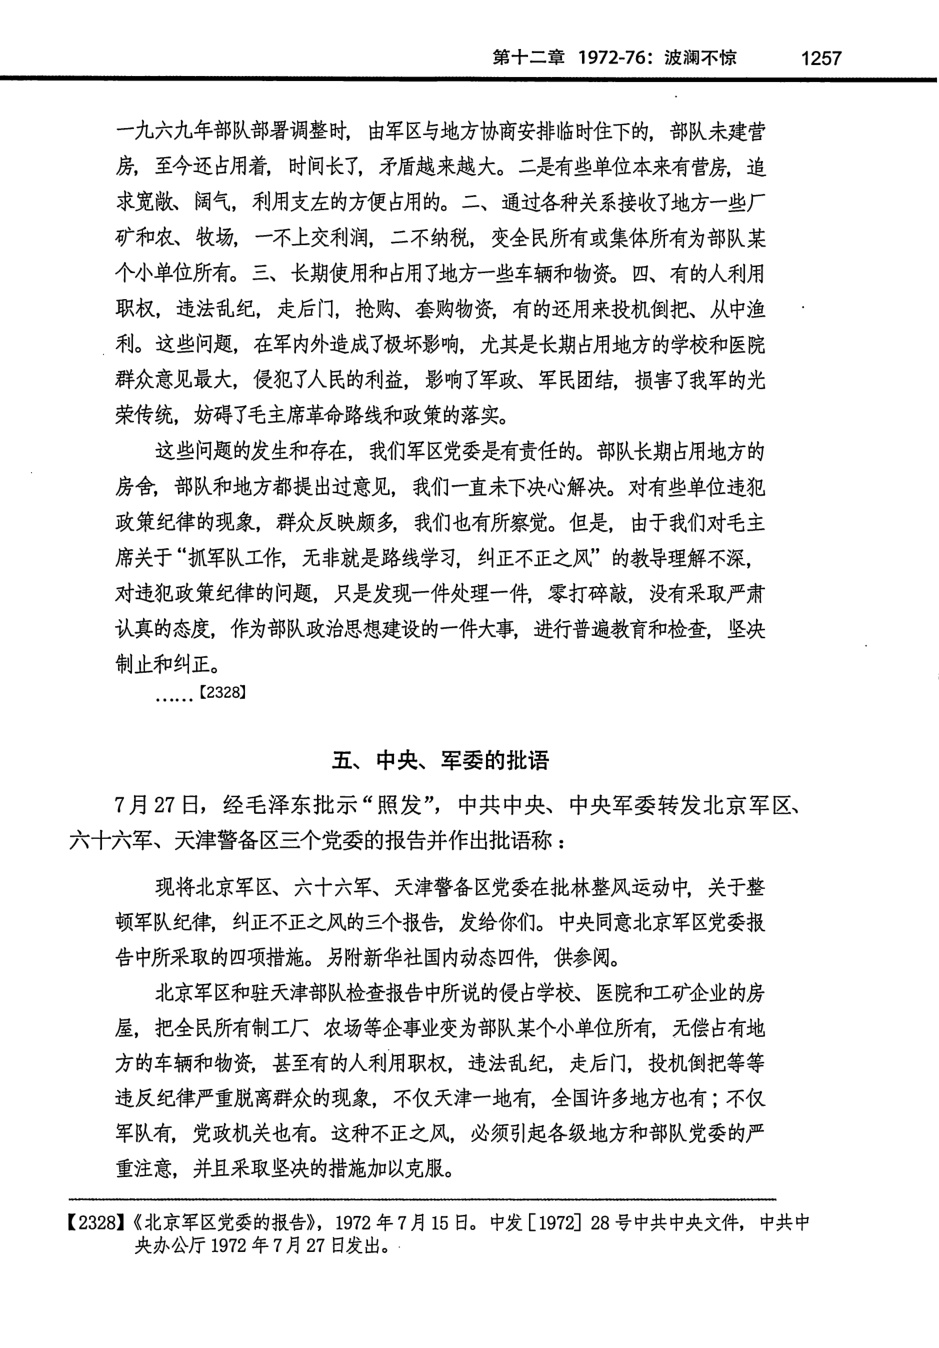 第十二章 1972-76：波澜不惊 1257
一九六九年部队部署调整时，由军区与地方协商安排临时住下的，部队未建营
房，至今还占用着，时间长了，矛盾越来越大。二是有些单位本来有营房，追
求宽敞、阔气，利用支左的方便占用的。二、通过各种关系接收了地方一些厂
矿和农、牧场，一不上交利润，二不纳税，变全民所有或集体所有为部队某
个小单位所有。三、长期使用和占用了地方一些车辆和物资。四、有的人利用
职权，违法乱纪，走后门，抢购、套购物资，有的还用来投机倒把、从中渔
利。这些问题，在军内外造成了极坏影响，尤其是长期占用地方的学校和医院
群众意见最大，侵犯了人民的利益，影响了军政、军民团结，损害了我军的光
荣传统，妨碍了毛主席革命路线和政策的落实。
这些问题的发生和存在，我们军区党委是有责任的。部队长期占用地方的
房舍，部队和地方都提出过意见，我们一直未下决心解决。对有些单位违犯
政策纪律的现象，群众反映颇多，我们也有所察觉。但是，由于我们对毛主
席关于“抓军队工作，无非就是路线学习，纠正不正之风”的教导理解不深，
对违犯政策纪律的问题，只是发现一件处理一件，零打碎敲，没有采取严肃
认真的态度，作为部队政治思想建设的一件大事，进行普遍教育和检查，坚决
制止和纠正。
……【2328】
五、中央、军委的批语
7月27日，经毛泽东批示“照发”，中共中央、中央军委转发北京军区、
六十六军、天津警备区三个党委的报告并作出批语称：
现将北京军区、六十六军、天津警备区党委在批林整风运动中，关于整
顿军队纪律，纠正不正之风的三个报告，发给你们。中央同意北京军区党委报
告中所采取的四项措施。另附新华社国内动态四件，供参阅。
北京军区和驻天津部队检查报告中所说的侵占学校、医院和工矿企业的房
屋，把全民所有制工厂、农场等企事业变为部队某个小单位所有，无偿占有地
方的车辆和物资，甚至有的人利用职权，违法乱纪，走后门，投机倒把等等
违反纪律严重脱离群众的现象，不仅天津一地有，全国许多地方也有；不仅
军队有，党政机关也有。这种不正之风，必须引起各级地方和部队党委的严
重注意，并且采取坚决的措施加以克服。
【2328】《北京军区党委的报告》，1972年7月15日。中发［1972］28号中共中央文件，中共中
央办公厅1972年7月27日发出。